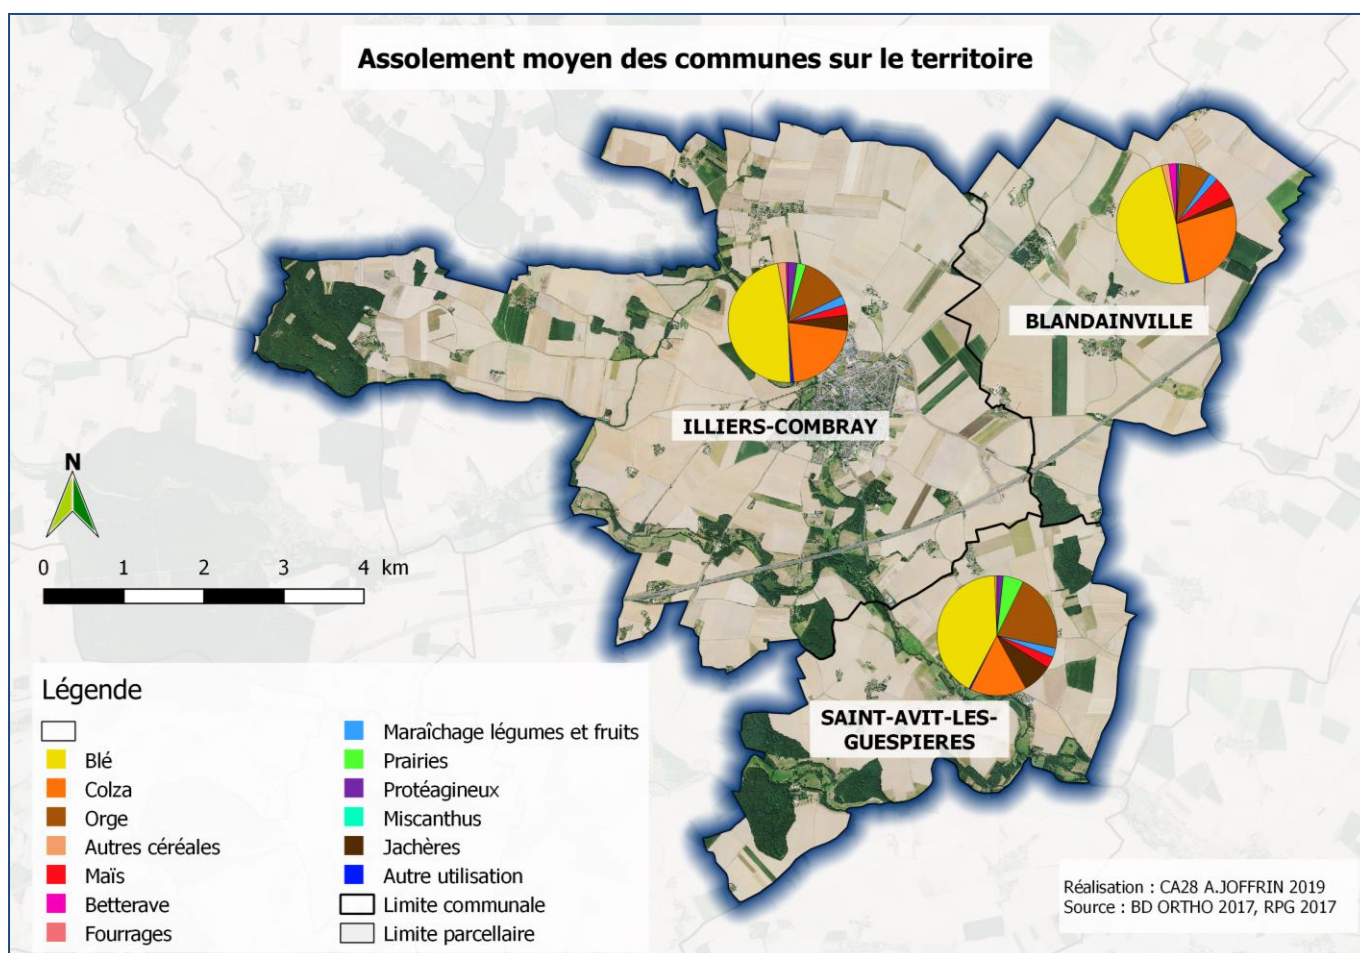 Assolement moyen des communes sur le territoire
BLANDAINVILLE
ILLIERS-COMBRAY
N
0 1 2 3 4 km
SAINT-AVIT-LES-
GUESPIERES
Légende
Blé
Colza
Orge
Autres céréales
Maïs
Betterave
Fourrages
Maraîchage légumes et fruits
Prairies
Protéagineux
Miscanthus
Jachères
Autre utilisation
Limite communale
Limite parcellaire
Réalisation : CA28 A.JOFFRIN 2019
Source : BD ORTHO 2017, RPG 2017